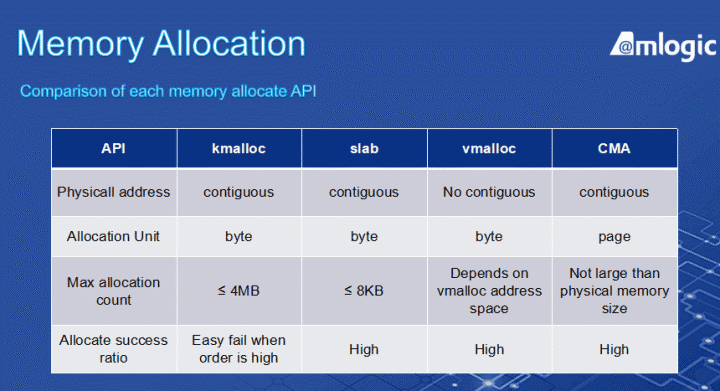 Memory Allocation
@mlogic
Comparison of each memory allocate API
API kmalloc slab vmalloc CMA
Physicall address contiguous contiguous No contiguous contiguous
Allocation Unit byte byte byte page
Max allocation
count
≤ 4MB
≤ 8KB
Depends on
vmalloc address
space
Not large than
physical memory
size
Allocate success
ratio
Easy fail when
order is high
High
High
High